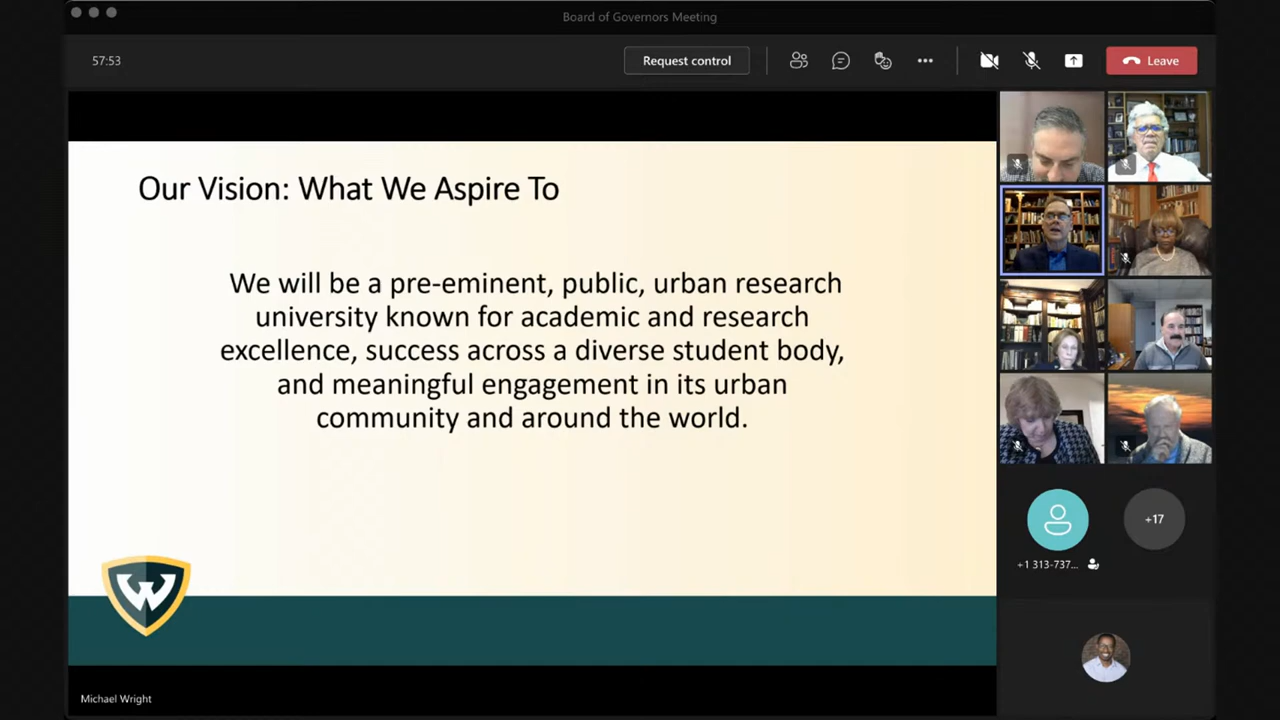 Board of Governors Meeting
57:53
Request control
Leave
Our Vision: What We Aspire To
We will be a pre-eminent, public, urban research
university known for academic and research
excellence, success across a diverse student body,
and meaningful engagement in its urban
community and around the world.
W
+17
+1 313-737...
Michael Wright